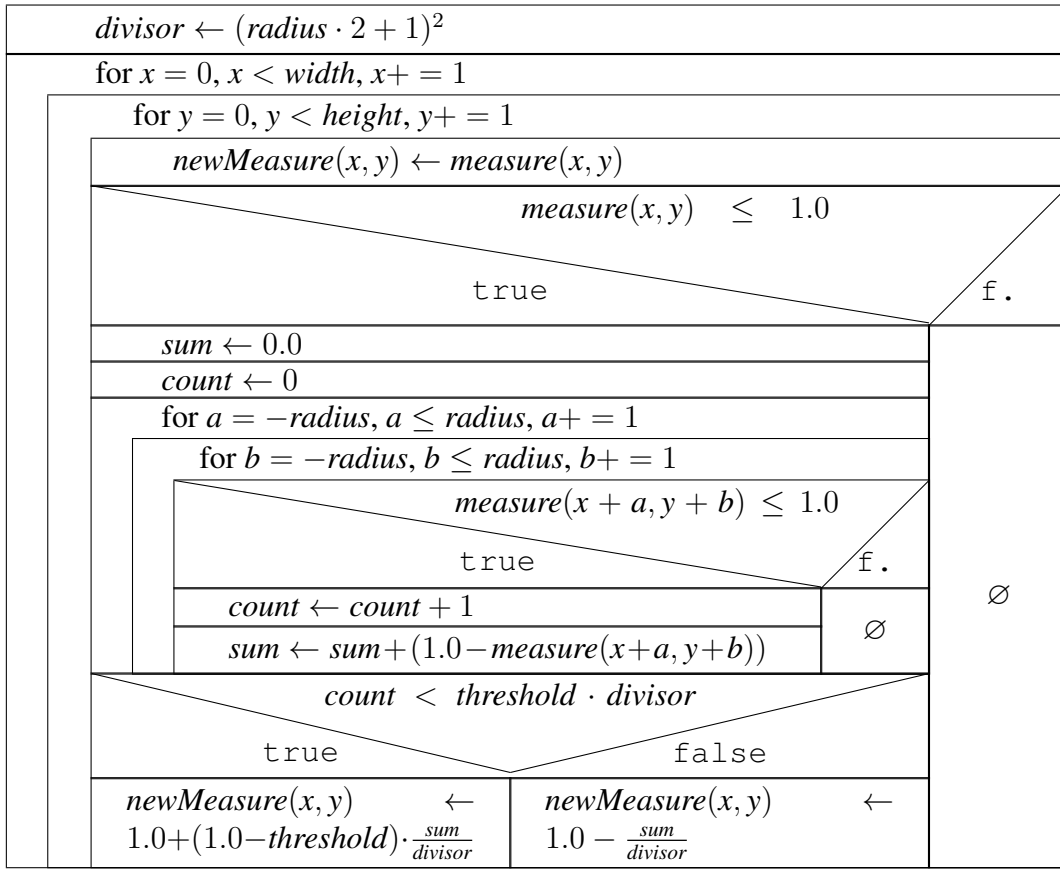 divisor ← (radius · 2 + 1)²
for x = 0, x < width, x+ = 1
for y = 0, y < height, y+ = 1
newMeasure(x, y) ← measure(x, y)
measure(x, y) ≤ 1.0
true f.
sum ← 0.0
count ← 0
for a = −radius, a ≤ radius, a+ = 1
for b = −radius, b ≤ radius, b+ = 1
measure(x + a, y + b) ≤ 1.0
true f.
count ← count + 1
sum ← sum+(1.0−measure(x+a, y+b))
∅
∅
count < threshold · divisor
true false
newMeasure(x, y) ←
1.0+(1.0−threshold)·sum/divisor
newMeasure(x, y) ←
1.0 − sum/divisor